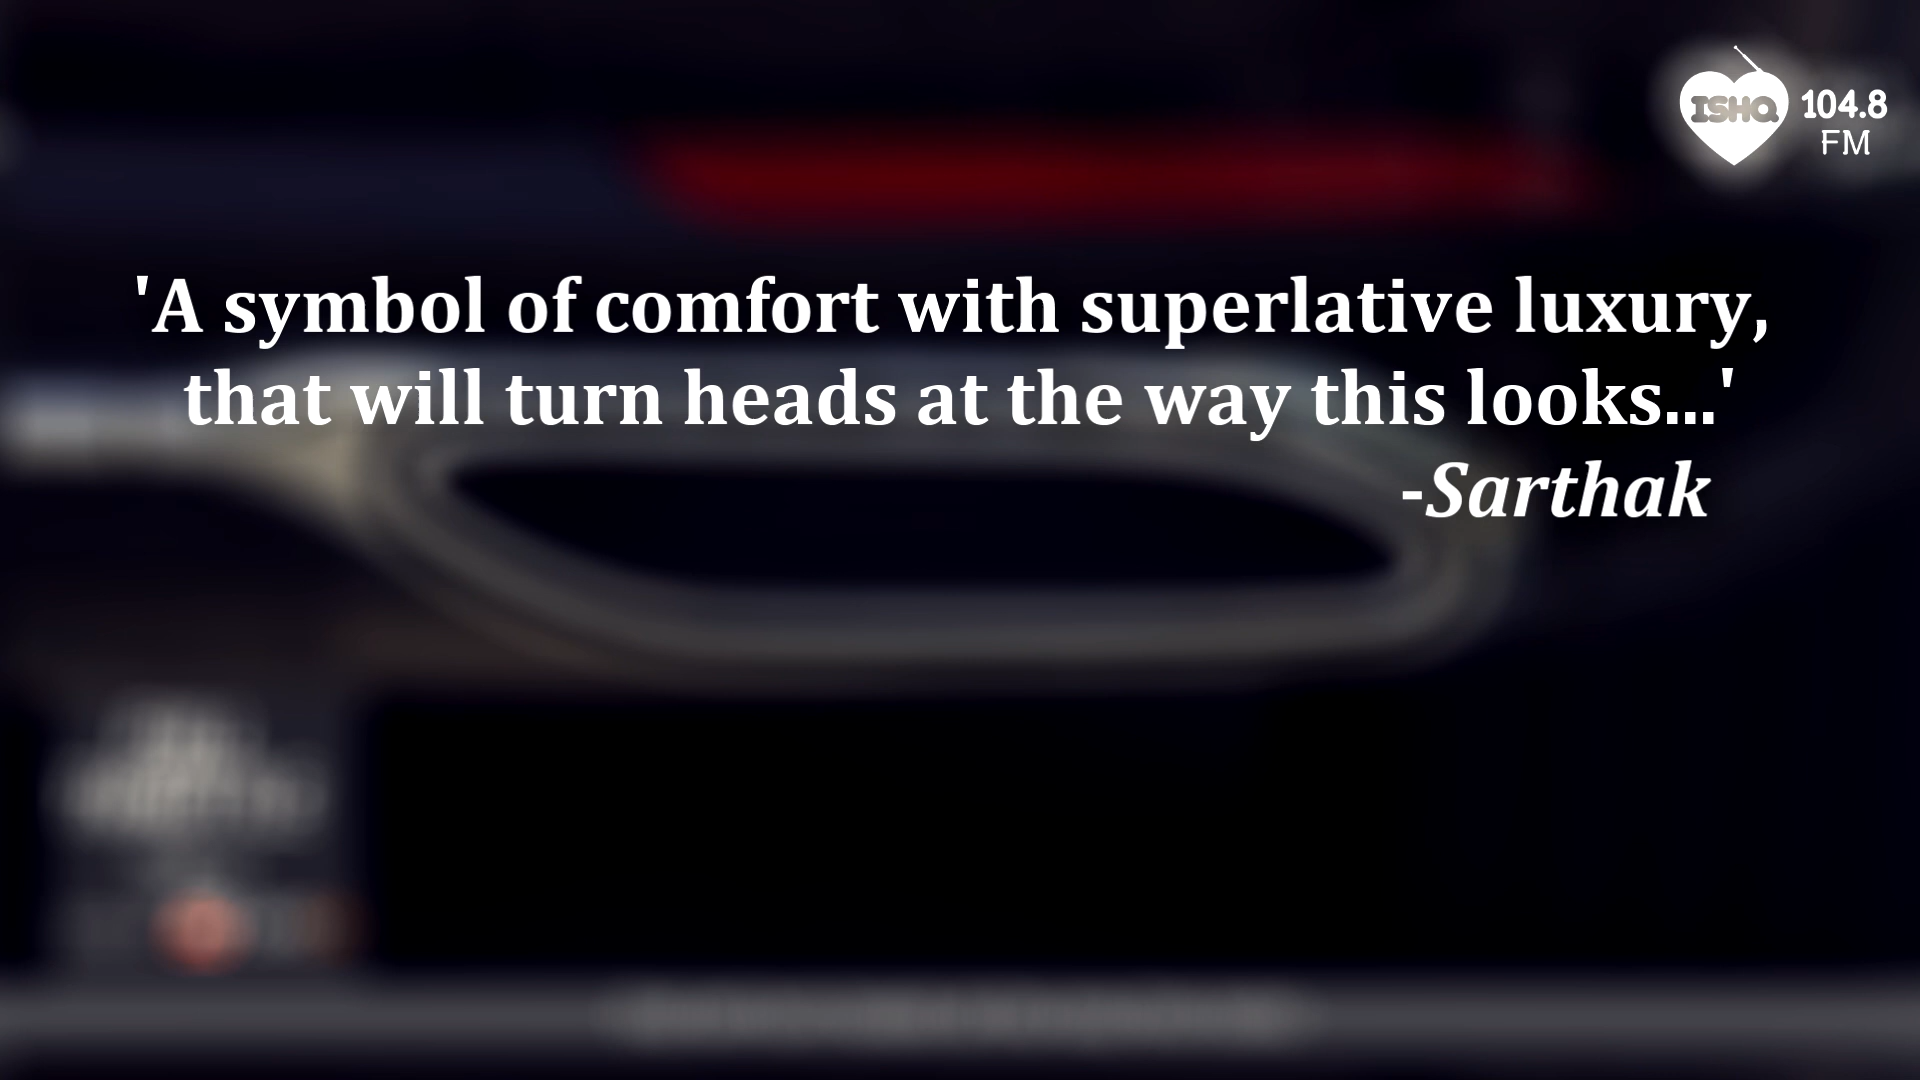 ISHQ 104.8
FM
'A symbol of comfort with superlative luxury,
that will turn heads at the way this looks...'
-Sarthak